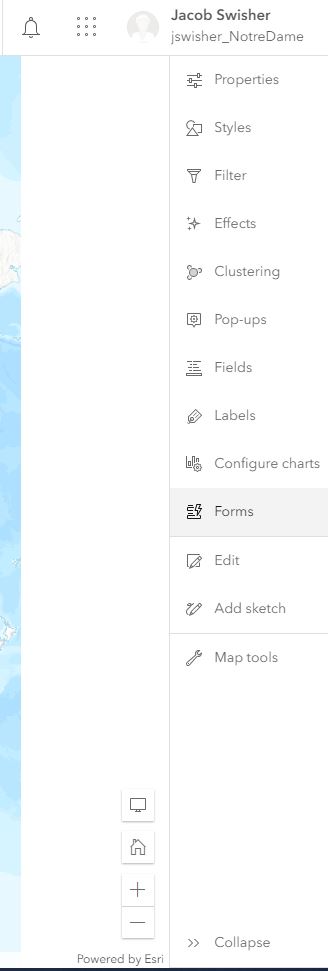 Jacob Swisher
jswisher_NotreDame
Properties
Styles
Filter
Effects
Clustering
Pop-ups
Fields
Labels
Configure charts
Forms
Edit
Add sketch
Map tools
Powered by Esri
Collapse